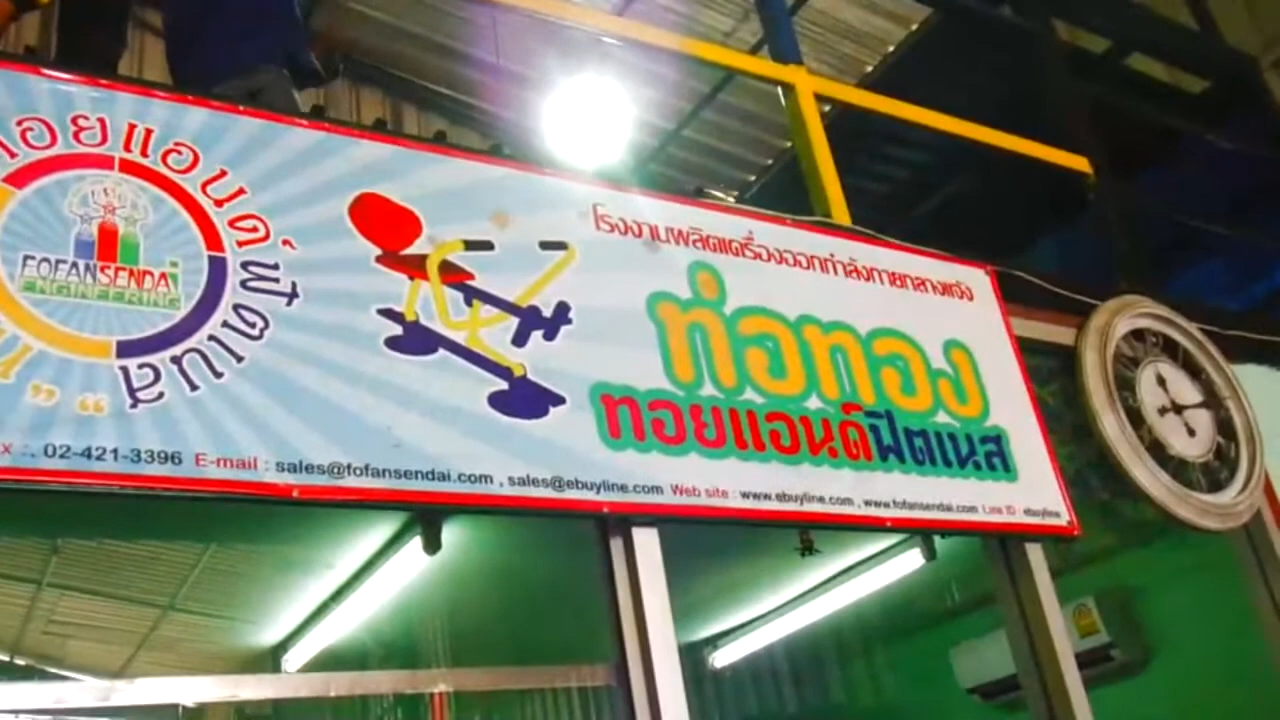 ทอยแอนด์ฟิตเนส
FOFANSENDAI
ENGINEERING
โรงงานผลิตเครื่องออกกำลังกายกลางแจ้ง
ท่อทอง
ทอยแอนด์ฟิตเนส
x : 02-421-3396 E-mail : sales@fofansendai.com , sales@ebuyline.com Web site : www.ebuyline.com , www.fofansendai.com Line ID : ebuyline